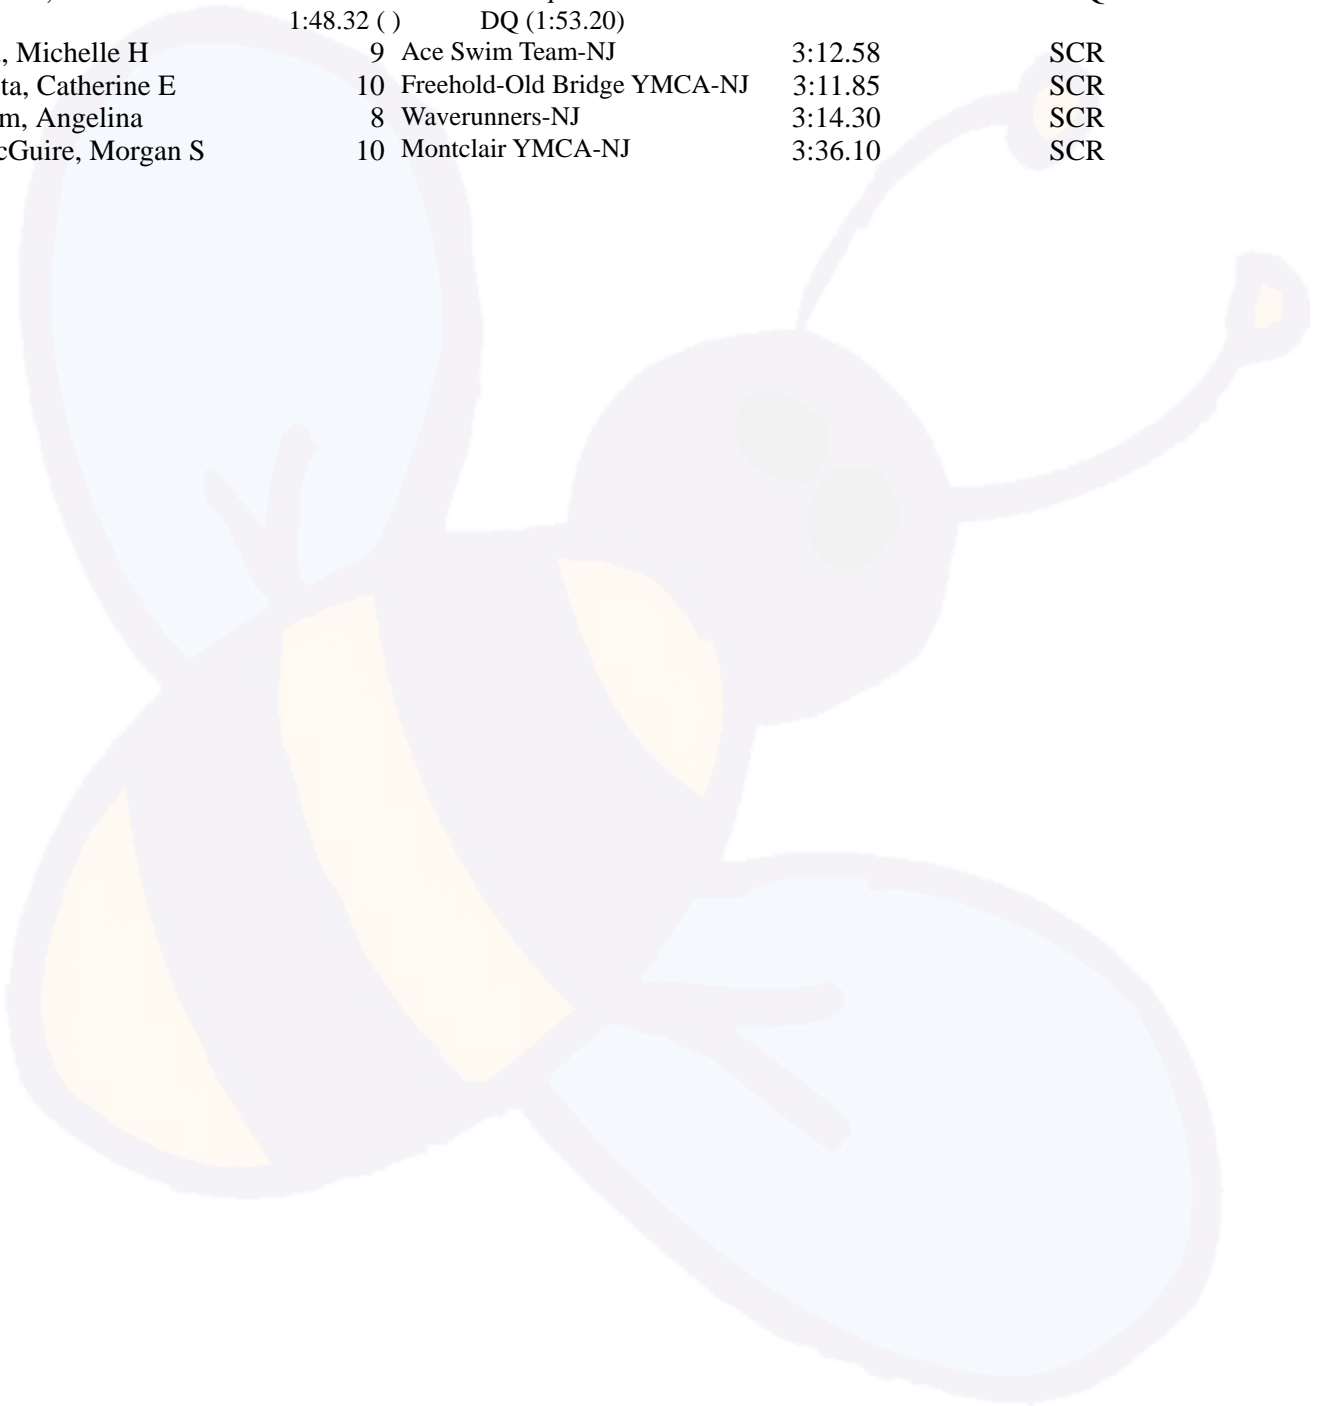 1:48.32 ( ) DQ (1:53.20)
, Michelle H 9 Ace Swim Team-NJ 3:12.58 SCR
ta, Catherine E 10 Freehold-Old Bridge YMCA-NJ 3:11.85 SCR
m, Angelina 8 Waverunners-NJ 3:14.30 SCR
cGuire, Morgan S 10 Montclair YMCA-NJ 3:36.10 SCR